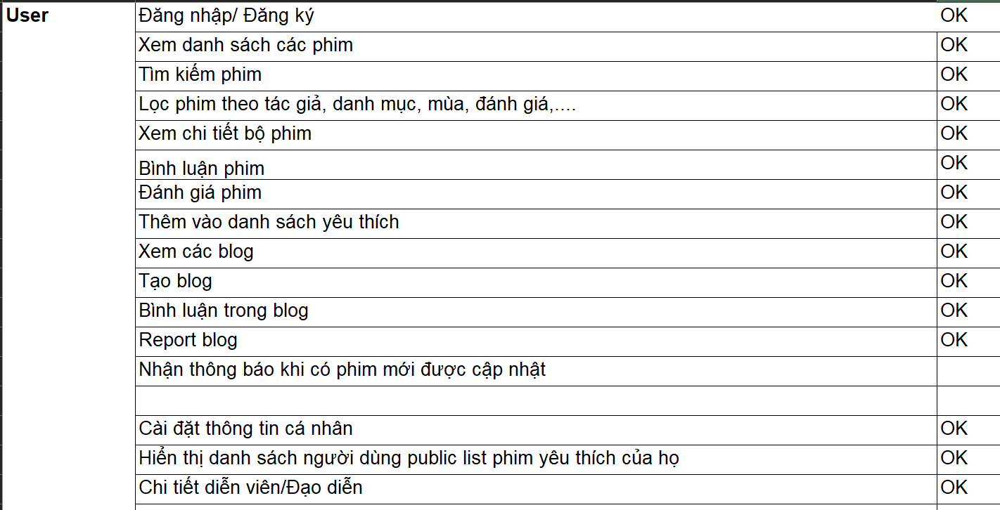 User Đăng nhập/ Đăng ký OK
Xem danh sách các phim OK
Tìm kiếm phim OK
Lọc phim theo tác giả, danh mục, mùa, đánh giá,.... OK
Xem chi tiết bộ phim OK
Bình luận phim OK
Đánh giá phim OK
Thêm vào danh sách yêu thích OK
Xem các blog OK
Tạo blog OK
Bình luận trong blog OK
Report blog OK
Nhận thông báo khi có phim mới được cập nhật
Cài đặt thông tin cá nhân OK
Hiển thị danh sách người dùng public list phim yêu thích của họ OK
Chi tiết diễn viên/Đạo diễn OK